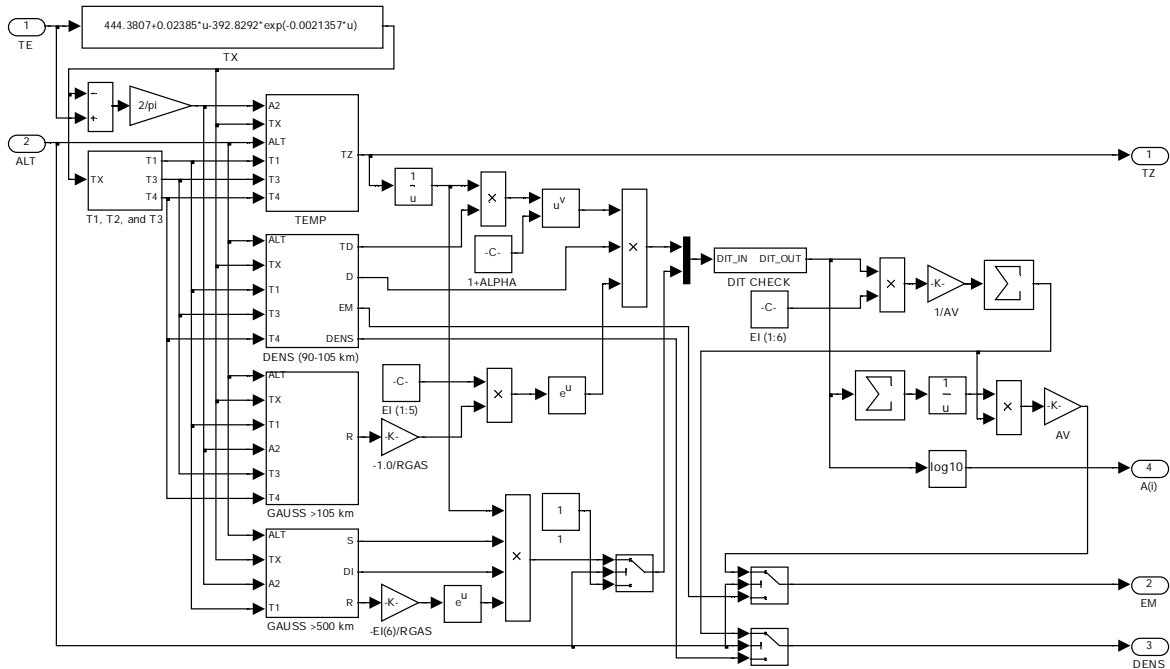 1
TE
444.3807+0.02385*u-392.8292*exp(-0.0021357*u)
TX
−
+
2/pi
2
ALT
TX
T1
T3
T4
T1, T2, and T3
A2
TX
ALT
T1
T3
T4
TZ
TEMP
1
TZ
1
u
×
u^v
-C-
1+ALPHA
×
ALT
TX
T1
T3
T4
TD
D
EM
DENS
DENS (90-105 km)
DIT_IN
DIT_OUT
DIT CHECK
-C-
EI (1:6)
×
-K-
1/AV
∑
-C-
EI (1:5)
×
e^u
∑
1
u
×
-K-
AV
ALT
TX
T1
A2
T3
T4
R
GAUSS >105 km
-K-
-1.0/RGAS
log10
4
A(i)
ALT
TX
A2
T1
S
DI
R
GAUSS >500 km
-K-
-EI(6)/RGAS
e^u
×
1
1
2
EM
3
DENS